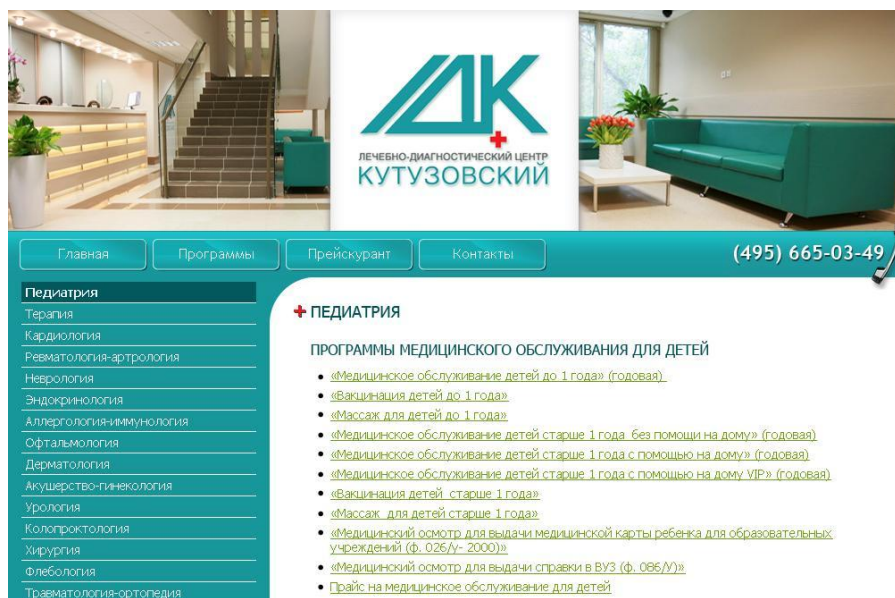 ЛДК
ЛЕЧЕБНО-ДИАГНОСТИЧЕСКИЙ ЦЕНТР
КУТУЗОВСКИЙ
Главная
Программы
Прейскурант
Контакты
(495) 665-03-49
Педиатрия
Терапия
Кардиология
Ревматология-артрология
Неврология
Эндокринология
Аллергология-иммунология
Офтальмология
Дерматология
Акушерство-гинекология
Урология
Колопроктология
Хирургия
Флебология
Травматология-ортопедия
ПЕДИАТРИЯ
ПРОГРАММЫ МЕДИЦИНСКОГО ОБСЛУЖИВАНИЯ ДЛЯ ДЕТЕЙ
«Медицинское обслуживание детей до 1 года» (годовая)
«Вакцинация детей до 1 года»
«Массаж для детей до 1 года»
«Медицинское обслуживание детей старше 1 года без помощи на дому» (годовая)
«Медицинское обслуживание детей старше 1 года с помощью на дому» (годовая)
«Медицинское обслуживание детей старше 1 года с помощью на дому VIP» (годовая)
«Вакцинация детей старше 1 года»
«Массаж для детей старше 1 года»
«Медицинский осмотр для выдачи медицинской карты ребенка для образовательных
учреждений (ф. 026/у- 2000)»
«Медицинский осмотр для выдачи справки в ВУЗ (ф. 086/У)»
Прайс на медицинское обслуживание для детей